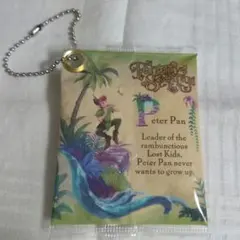 Peter Pan
Leader of the
rambunctious
Lost Kids,
Peter Pan never
wants to grow up.